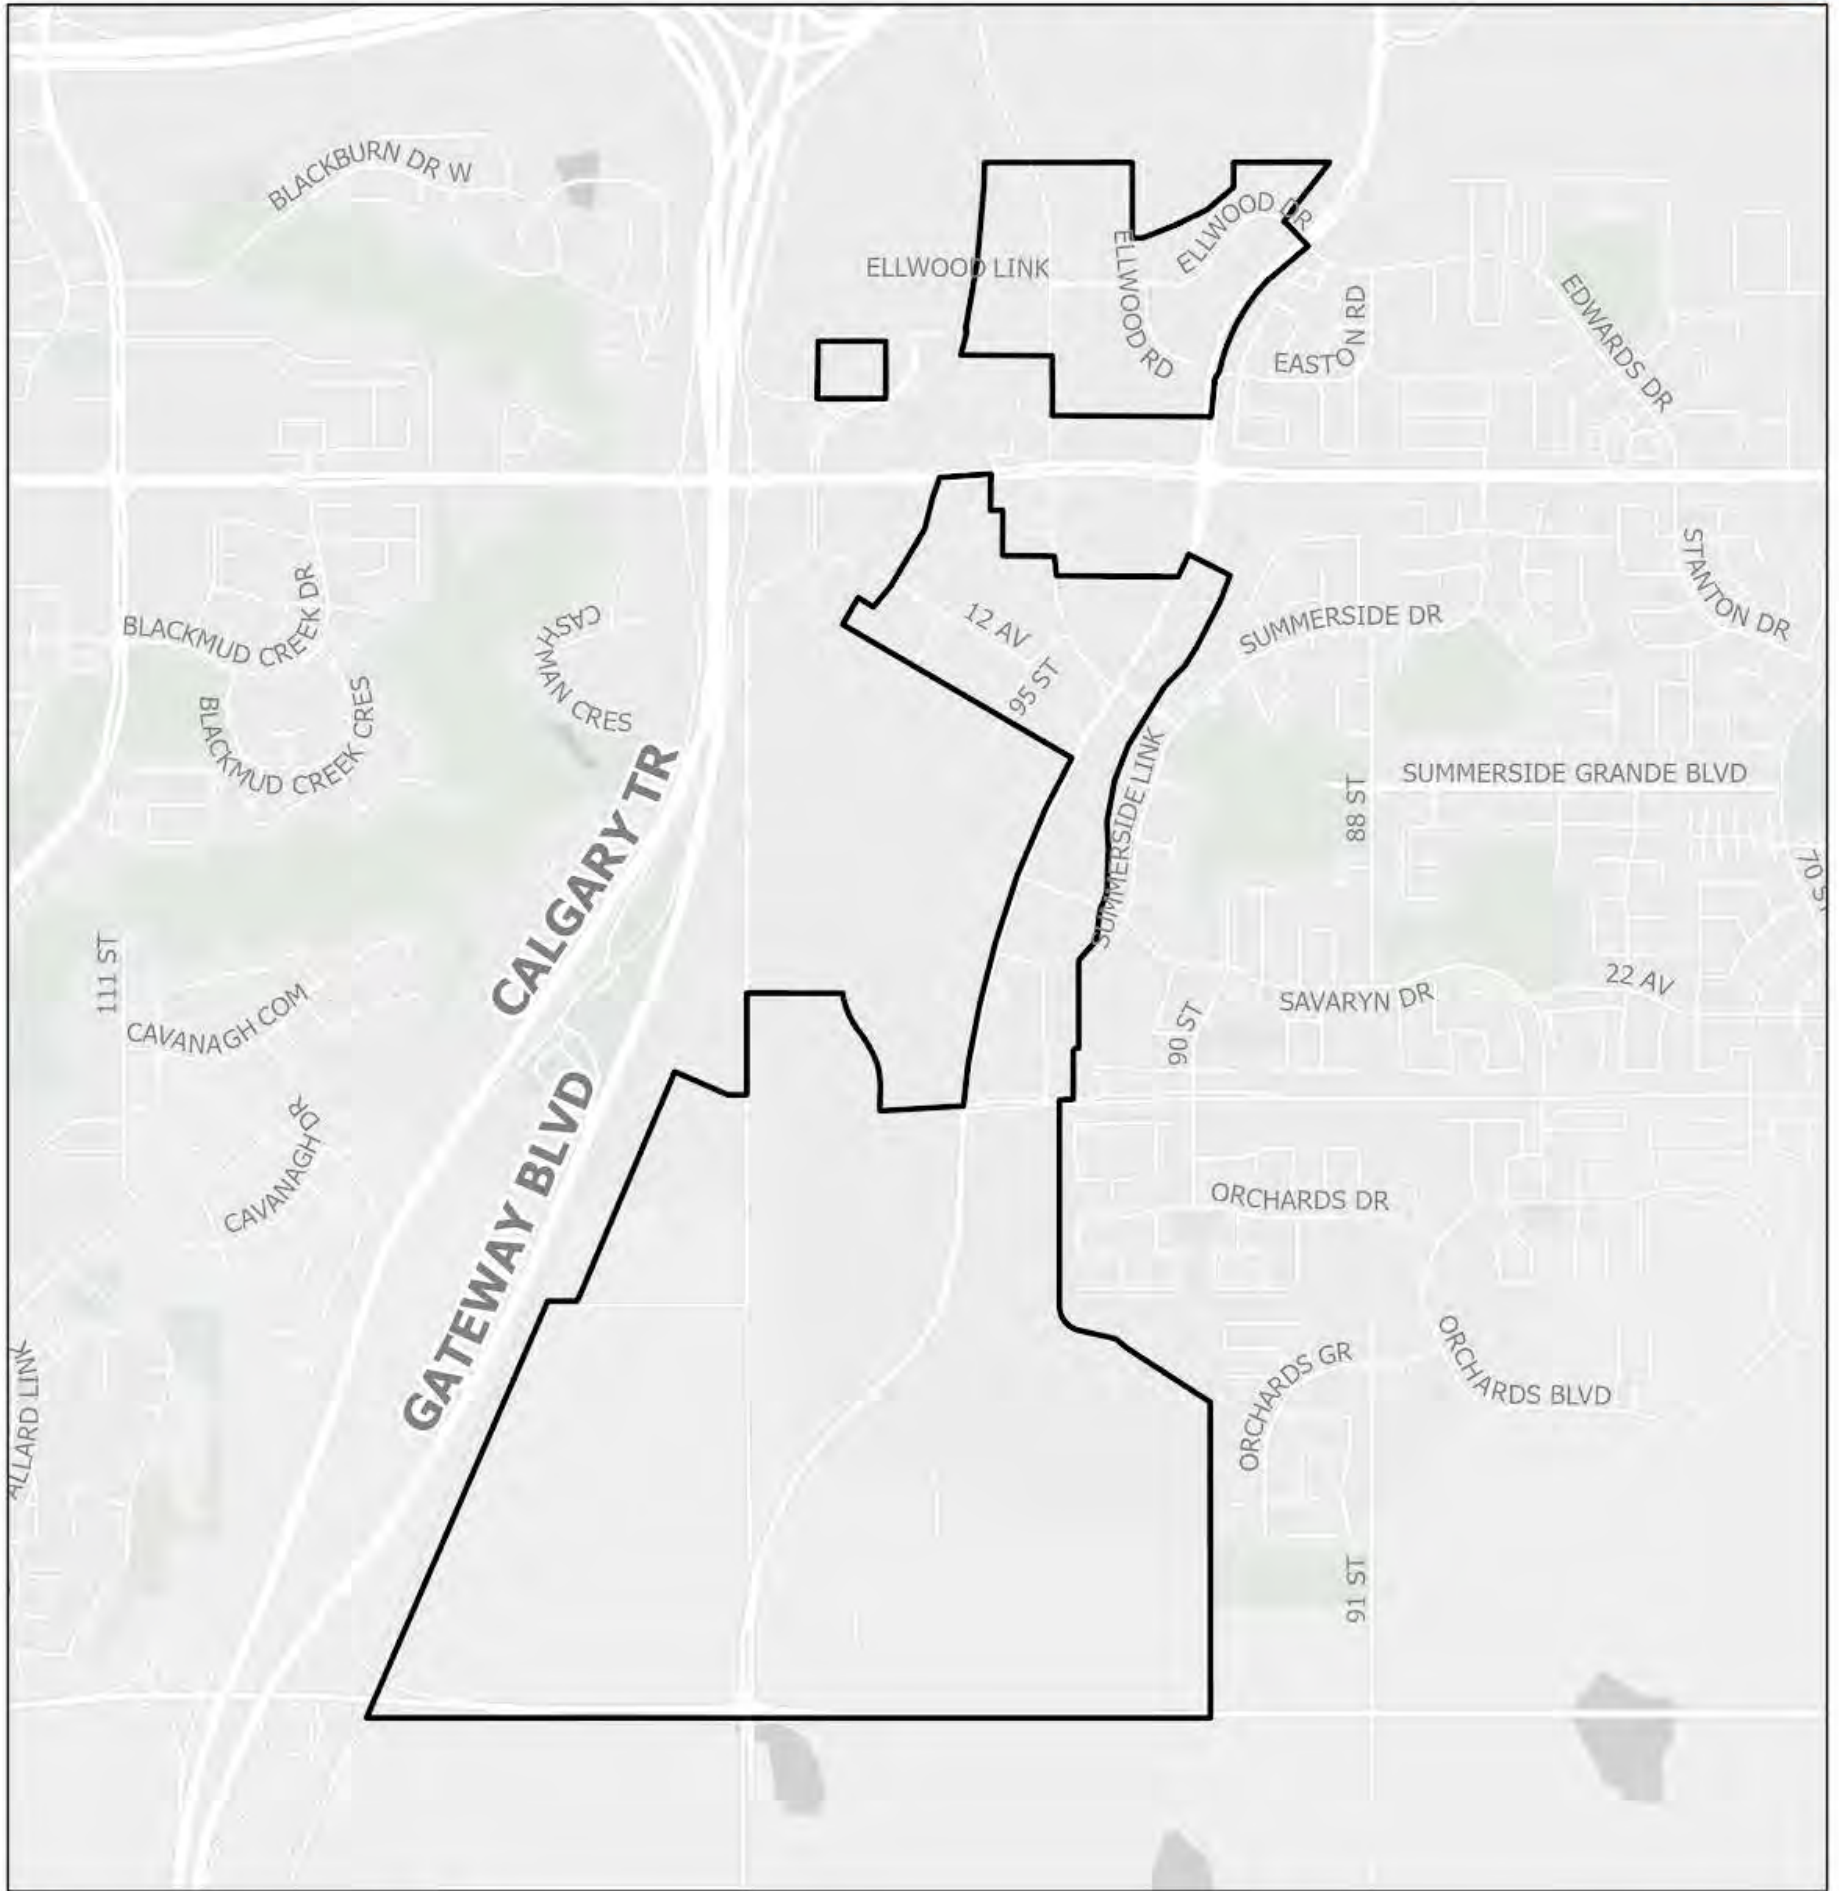 BLACKBURN DR W
ELLWOOD DR
ELLWOOD LINK
ELLWOOD RD
EASTON RD
EDWARDS DR
STANTON DR
BLACKMUD CREEK DR
CASHMAN CRES
12 AV
95 ST
SUMMERSIDE DR
BLACKMUD CREEK CRES
SUMMERSIDE LINK
SUMMERSIDE GRANDE BLVD
88 ST
CALGARY TR
111 ST
CAVANAGH COM
90 ST
SAVARYN DR
22 AV
CAVANAGH DR
GATEWAY BLVD
ORCHARDS DR
ALLARD LINK
ORCHARDS GR
ORCHARDS BLVD
91 ST